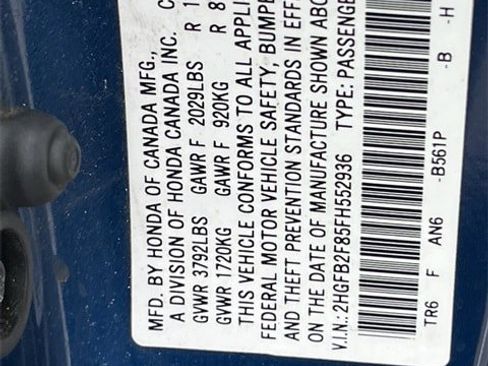 MFD. BY HONDA OF CANADA MFG.,
A DIVISION OF HONDA CANADA INC.
GVWR 3792LBS GAWR F 2029LBS R 1
GVWR 1720KG GAWR F 920KG R 8
THIS VEHICLE CONFORMS TO ALL APPLI
FEDERAL MOTOR VEHICLE SAFETY, BUMPE
AND THEFT PREVENTION STANDARDS IN EFF
ON THE DATE OF MANUFACTURE SHOWN ABO
V.I.N.: 2HGFB2F85FH552936 TYPE: PASSENGE
TR6 F AN6 -B561P -B -H